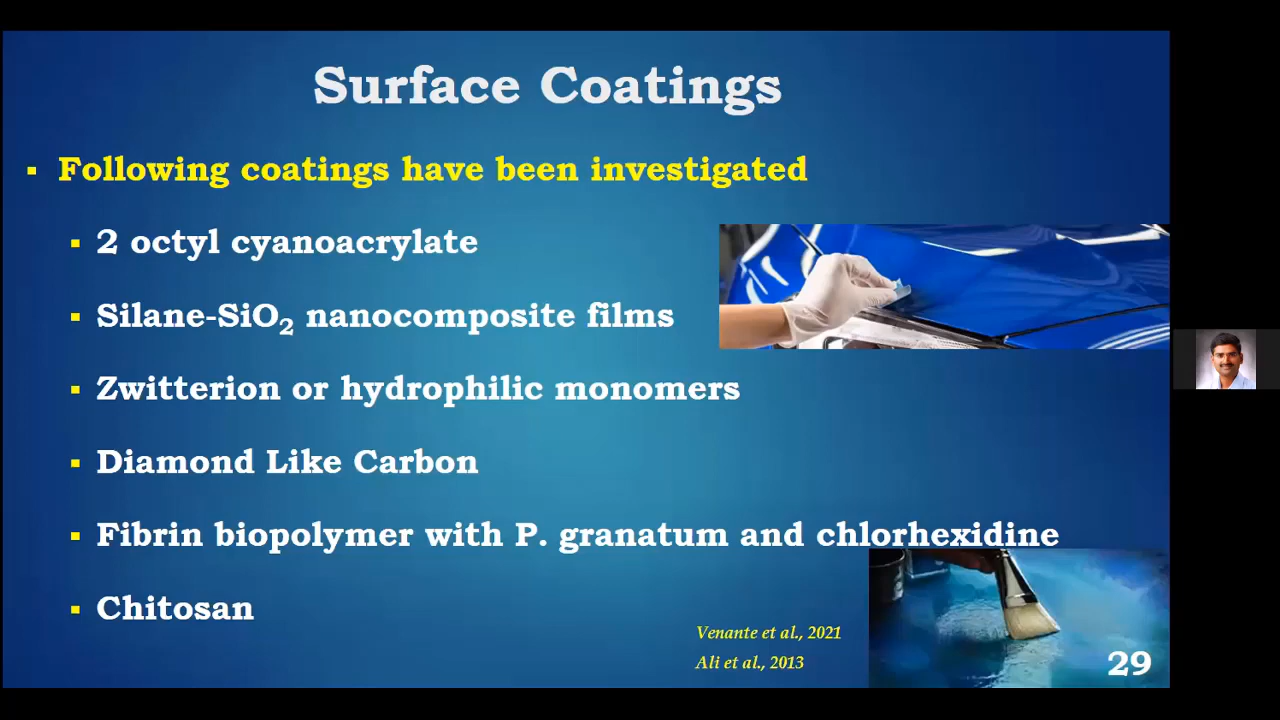 Surface Coatings
▪ Following coatings have been investigated
▪ 2 octyl cyanoacrylate
▪ Silane-SiO₂ nanocomposite films
▪ Zwitterion or hydrophilic monomers
▪ Diamond Like Carbon
▪ Fibrin biopolymer with P. granatum and chlorhexidine
▪ Chitosan
Venante et al., 2021
Ali et al., 2013
29